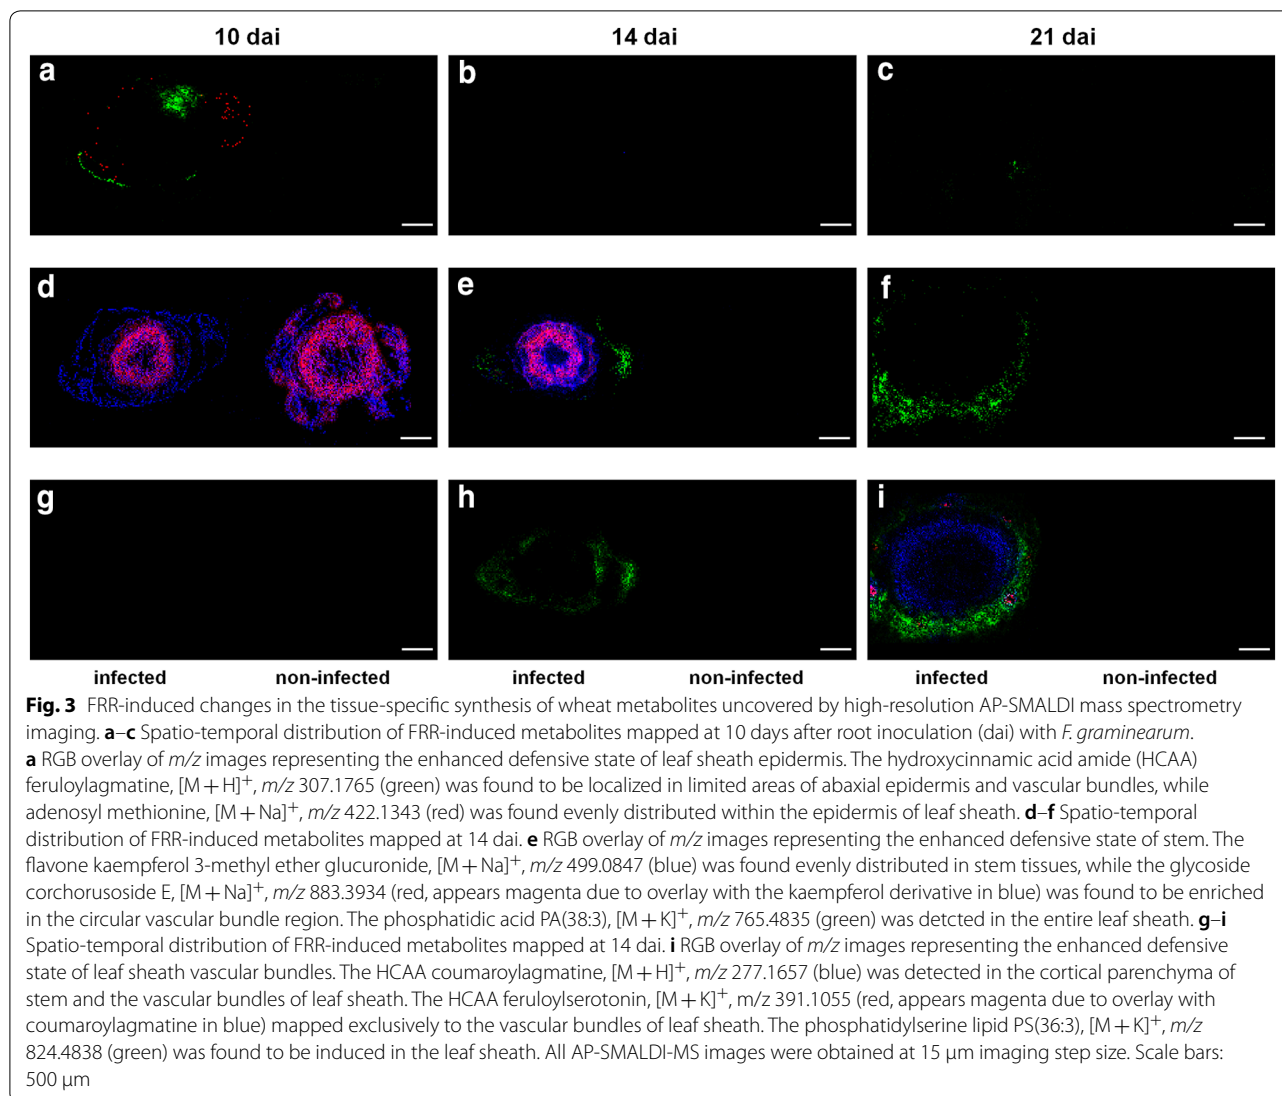 10 dai 14 dai 21 dai
a b c
d e f
g h i
infected non-infected infected non-infected infected non-infected
Fig. 3 FRR-induced changes in the tissue-specific synthesis of wheat metabolites uncovered by high-resolution AP-SMALDI mass spectrometry
imaging. a–c Spatio-temporal distribution of FRR-induced metabolites mapped at 10 days after root inoculation (dai) with F. graminearum.
a RGB overlay of m/z images representing the enhanced defensive state of leaf sheath epidermis. The hydroxycinnamic acid amide (HCAA)
feruloylagmatine, [M + H]+, m/z 307.1765 (green) was found to be localized in limited areas of abaxial epidermis and vascular bundles, while
adenosyl methionine, [M + Na]+, m/z 422.1343 (red) was found evenly distributed within the epidermis of leaf sheath. d–f Spatio-temporal
distribution of FRR-induced metabolites mapped at 14 dai. e RGB overlay of m/z images representing the enhanced defensive state of stem. The
flavone kaempferol 3-methyl ether glucuronide, [M + Na]+, m/z 499.0847 (blue) was found evenly distributed in stem tissues, while the glycoside
corchorusoside E, [M + Na]+, m/z 883.3934 (red, appears magenta due to overlay with the kaempferol derivative in blue) was found to be enriched
in the circular vascular bundle region. The phosphatidic acid PA(38:3), [M + K]+, m/z 765.4835 (green) was detcted in the entire leaf sheath. g–i
Spatio-temporal distribution of FRR-induced metabolites mapped at 14 dai. i RGB overlay of m/z images representing the enhanced defensive
state of leaf sheath vascular bundles. The HCAA coumaroylagmatine, [M + H]+, m/z 277.1657 (blue) was detected in the cortical parenchyma of
stem and the vascular bundles of leaf sheath. The HCAA feruloylserotonin, [M + K]+, m/z 391.1055 (red, appears magenta due to overlay with
coumaroylagmatine in blue) mapped exclusively to the vascular bundles of leaf sheath. The phosphatidylserine lipid PS(36:3), [M + K]+, m/z
824.4838 (green) was found to be induced in the leaf sheath. All AP-SMALDI-MS images were obtained at 15 µm imaging step size. Scale bars:
500 µm